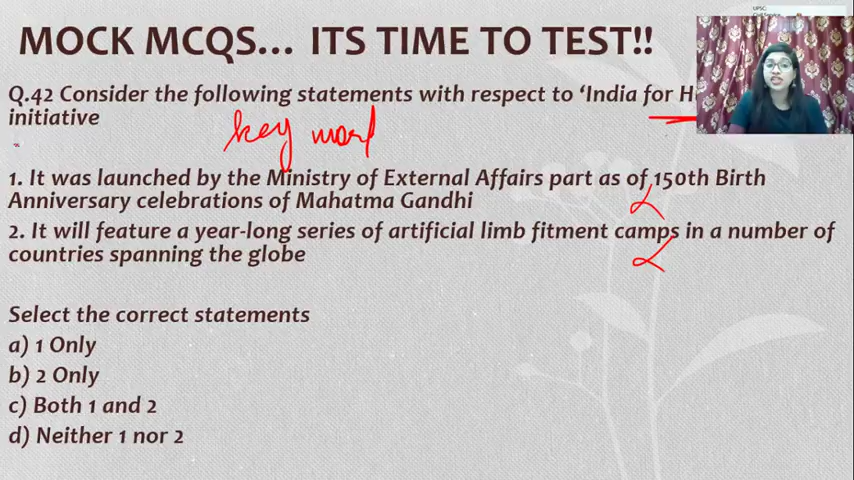 UPSC
MOCK MCQS... ITS TIME TO TEST!!
Q.42 Consider the following statements with respect to ‘India for H
initiative
key word
1. It was launched by the Ministry of External Affairs part as of 150th Birth
Anniversary celebrations of Mahatma Gandhi
2. It will feature a year-long series of artificial limb fitment camps in a number of
countries spanning the globe
Select the correct statements
a) 1 Only
b) 2 Only
c) Both 1 and 2
d) Neither 1 nor 2